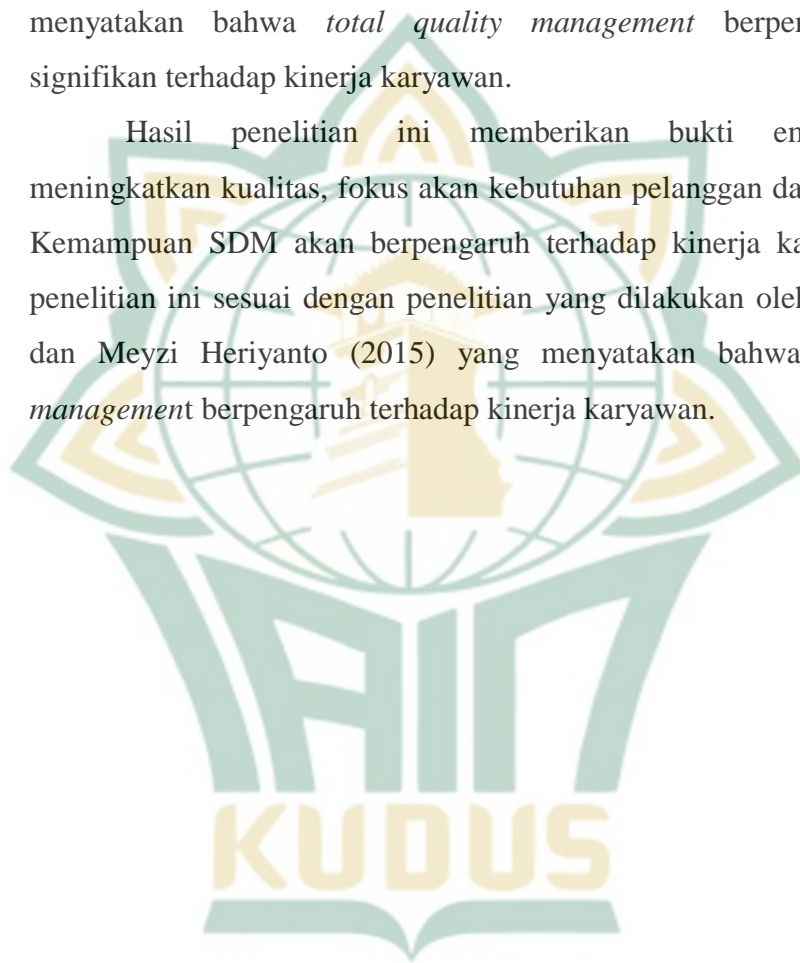 menyatakan bahwa total quality management berper
signifikan terhadap kinerja karyawan.
Hasil penelitian ini memberikan bukti em
meningkatkan kualitas, fokus akan kebutuhan pelanggan da
Kemampuan SDM akan berpengaruh terhadap kinerja ka
penelitian ini sesuai dengan penelitian yang dilakukan oleh
dan Meyzi Heriyanto (2015) yang menyatakan bahwa
management berpengaruh terhadap kinerja karyawan.
IAIN
KUDUS